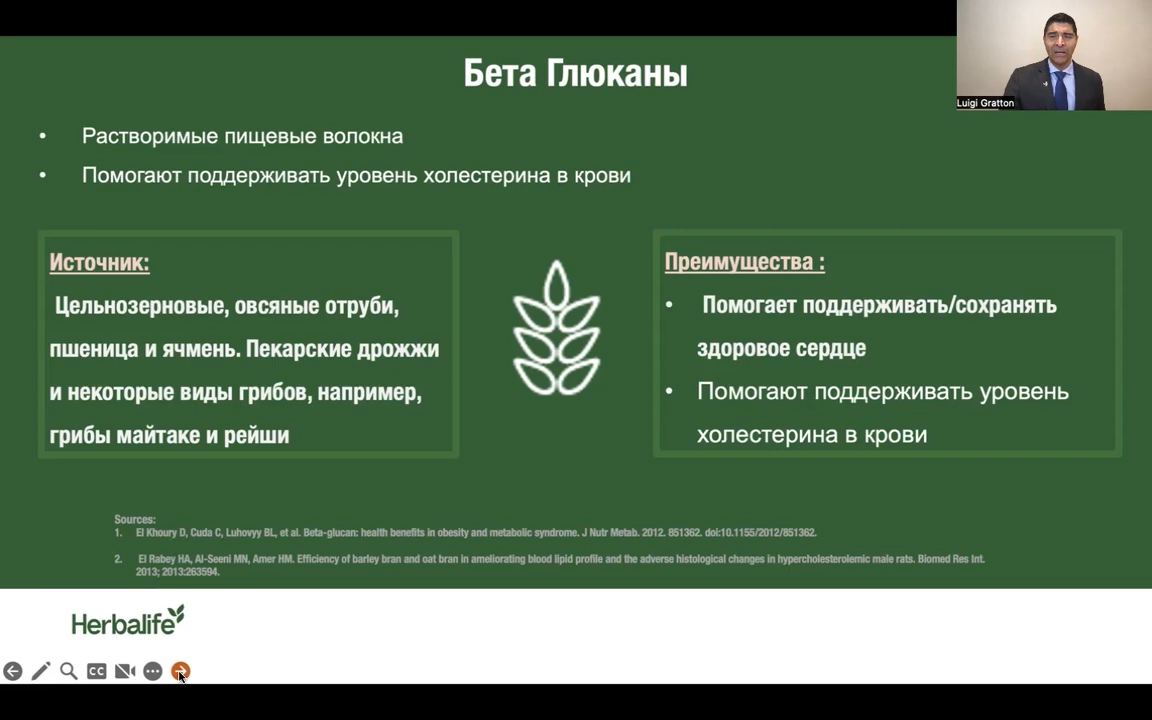 Бета Глюканы
Luigi Gratton
• Растворимые пищевые волокна
• Помогают поддерживать уровень холестерина в крови
Источник:
Цельнозерновые, овсяные отруби,
пшеница и ячмень. Пекарские дрожжи
и некоторые виды грибов, например,
грибы майтаке и рейши
Преимущества :
• Помогает поддерживать/сохранять
здоровое сердце
• Помогают поддерживать уровень
холестерина в крови
Sources:
1. El Khoury D, Cuda C, Luhovyy BL, et al. Beta-glucan: health benefits in obesity and metabolic syndrome. J Nutr Metab. 2012. 851362. doi:10.1155/2012/851362.
2. El Rabey HA, Al-Seeni MN, Amer HM. Efficiency of barley bran and oat bran in ameliorating blood lipid profile and the adverse histological changes in hypercholesterolemic male rats. Biomed Res Int.
2013; 2013:263594.
Herbalife
CC